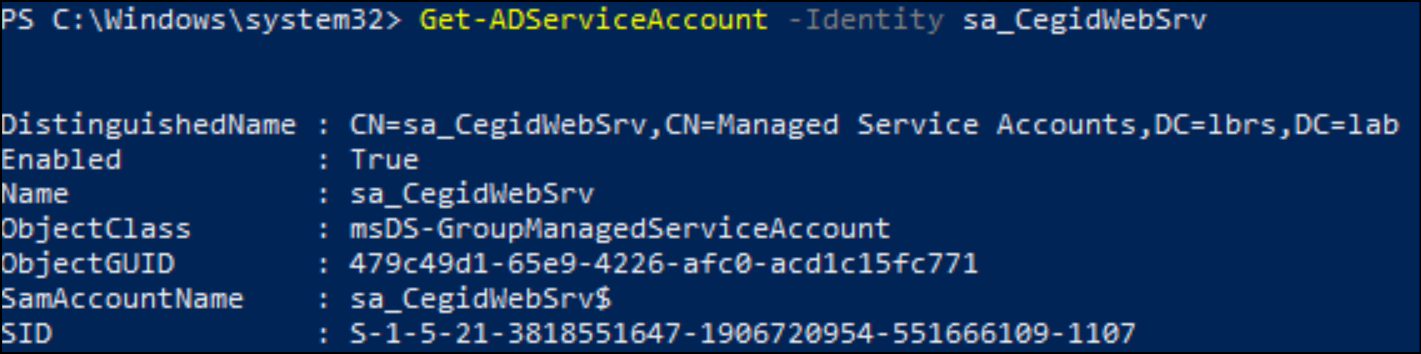 PS C:\Windows\system32> Get-ADServiceAccount -Identity sa_CegidWebSrv
DistinguishedName : CN=sa_CegidWebSrv,CN=Managed Service Accounts,DC=lbrs,DC=lab
Enabled           : True
Name              : sa_CegidWebSrv
ObjectClass       : msDS-GroupManagedServiceAccount
ObjectGUID        : 479c49d1-65e9-4226-afc0-acd1c15fc771
SamAccountName    : sa_CegidWebSrv$
SID               : S-1-5-21-3818551647-1906720954-551666109-1107